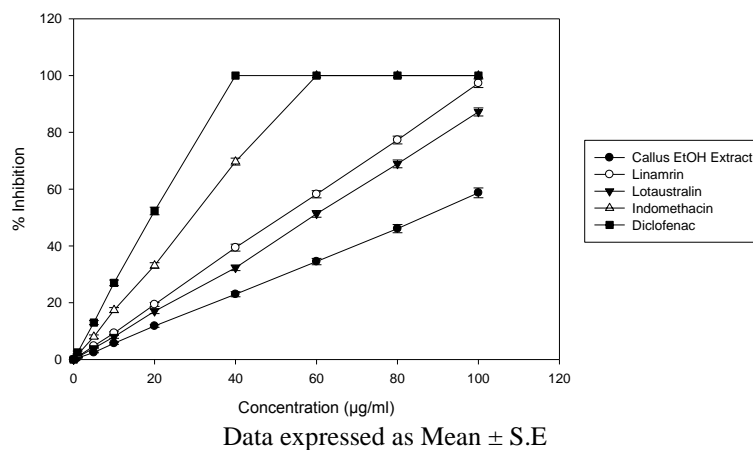 120
100
80
60
40
20
0
% Inhibition
0 20 40 60 80 100 120
Concentration (µg/ml)
Callus EtOH Extract
Linamrin
Lotaustralin
Indomethacin
Diclofenac
Data expressed as Mean ± S.E